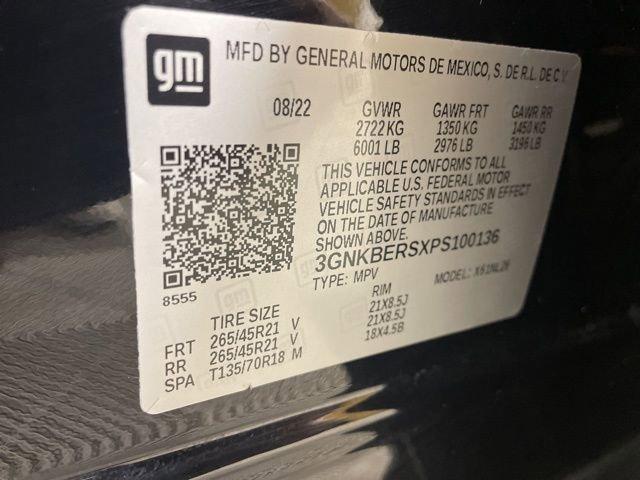 gm
MFD BY GENERAL MOTORS DE MEXICO, S. DE R.L. DE C.V.
08/22 GVWR GAWR FRT GAWR RR
2722 KG 1350 KG 1450 KG
6001 LB 2976 LB 3196 LB
THIS VEHICLE CONFORMS TO ALL
APPLICABLE U.S. FEDERAL MOTOR
VEHICLE SAFETY STANDARDS IN EFFECT
ON THE DATE OF MANUFACTURE
3GNKBERSXPS100136
TYPE: MPV MODEL:
8555
TIRE SIZE RIM
FRT 265/45R21 V 21X8.5J
RR 265/45R21 V 21X8.5J
SPA T135/70R18 M 18X4.5B